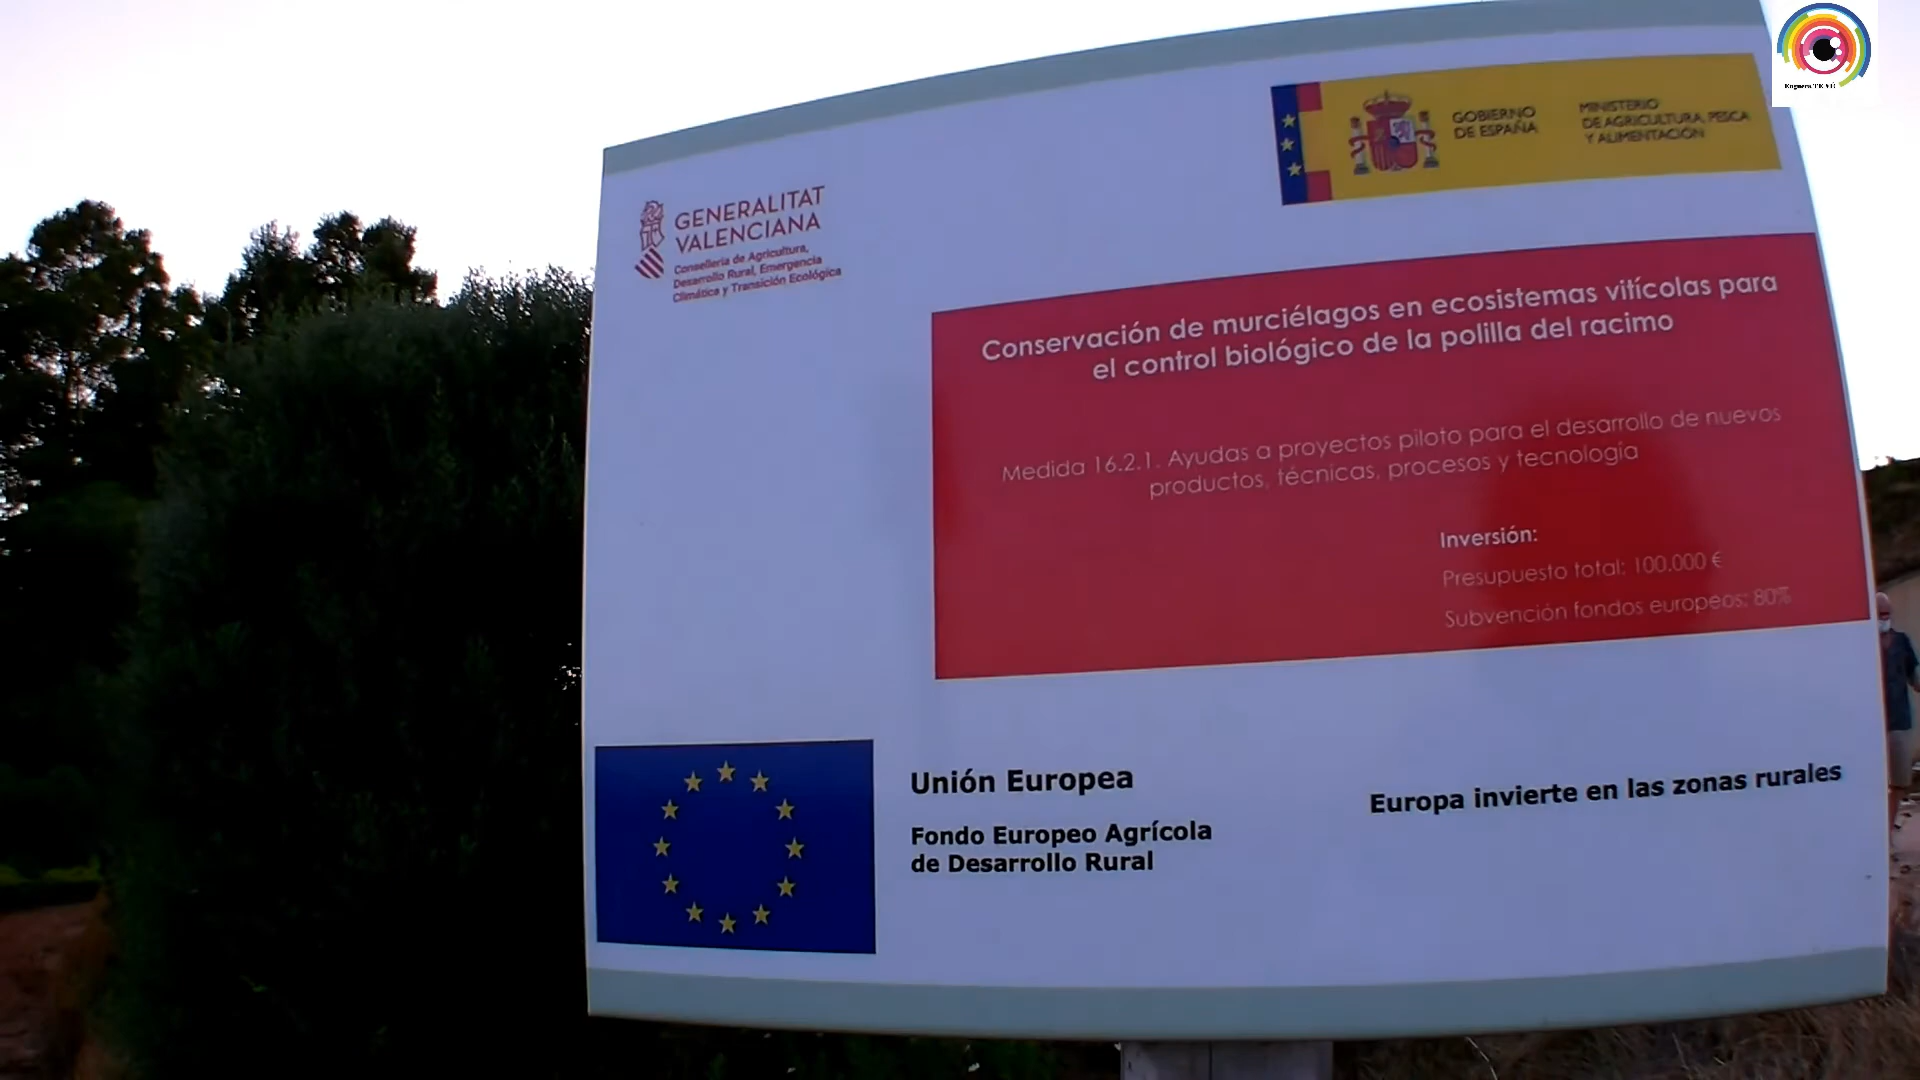 GENERALITAT
VALENCIANA
Conselleria de Agricultura,
Desarrollo Rural, Emergencia
Climática y Transición Ecológica
GOBIERNO
DE ESPAÑA
MINISTERIO
DE AGRICULTURA, PESCA
Y ALIMENTACIÓN
Conservación de murciélagos en ecosistemas vitícolas para
el control biológico de la polilla del racimo
Medida 16.2.1. Ayudas a proyectos piloto para el desarrollo de nuevos
productos, técnicas, procesos y tecnología
Inversión:
Presupuesto total: 100.000 €
Subvención fondos europeos: 80%
Unión Europea
Fondo Europeo Agrícola
de Desarrollo Rural
Europa invierte en las zonas rurales